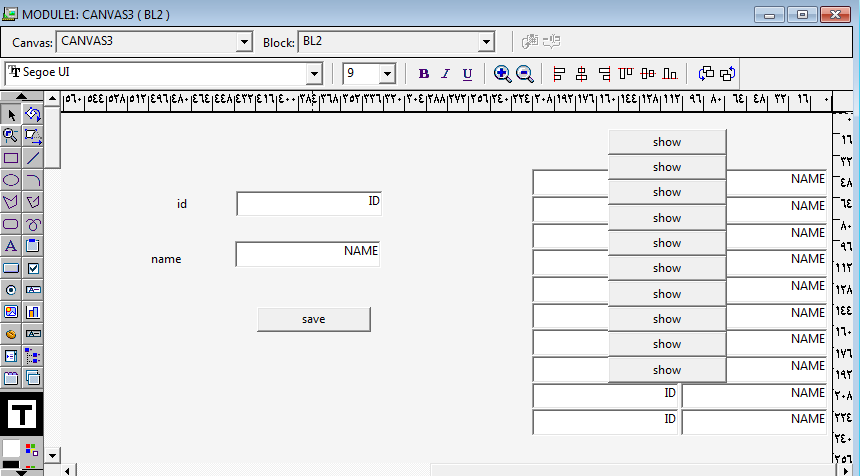 MODULE1: CANVAS3 ( BL2 )
Canvas: CANVAS3 Block: BL2
Segoe UI 9 B I U
٥٦٠ ٥٤٤ ٥٢٨ ٥١٢ ٤٩٦ ٤٨٠ ٤٦٤ ٤٤٨ ٤٣٢ ٤١٦ ٤٠٠ ٣٨٤ ٣٦٨ ٣٥٢ ٣٣٦ ٣٢٠ ٣٠٤ ٢٨٨ ٢٧٢ ٢٥٦ ٢٤٠ ٢٢٤ ٢٠٨ ١٩٢ ١٧٦ ١٦٠ ١٤٤ ١٢٨ ١١٢ ٩٦ ٨٠ ٦٤ ٤٨ ٣٢ ١٦ ٠
id ID
name NAME
save
show
show
show
show
show
show
show
show
show
show
NAME
NAME
NAME
NAME
NAME
NAME
NAME
NAME
ID NAME
ID NAME
١٦
٣٢
٤٨
٦٤
٨٠
٩٦
١١٢
١٢٨
١٤٤
١٦٠
١٧٦
١٩٢
٢٠٨
٢٢٤
٢٤٠
٢٥٦
A
T